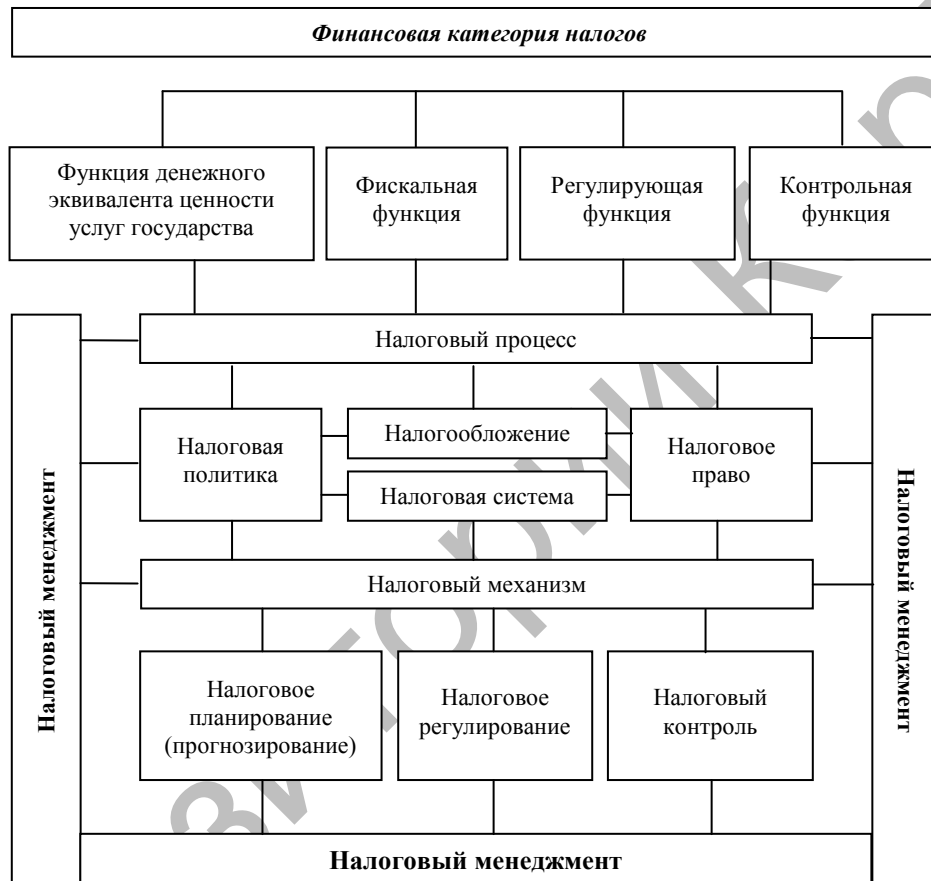 Финансовая категория налогов
Функция денежного
эквивалента ценности
услуг государства
Фискальная
функция
Регулирующая
функция
Контрольная
функция
Налоговый процесс
Налоговая
политика
Налогообложение
Налоговая система
Налоговое
право
Налоговый механизм
Налоговый менеджмент
Налоговый менеджмент
Налоговое
планирование
(прогнозирование)
Налоговое
регулирование
Налоговый
контроль
Налоговый менеджмент